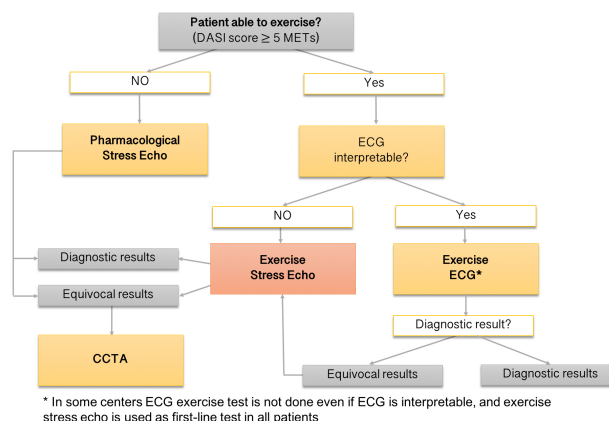 Patient able to exercise?
(DASI score ≥ 5 METs)
NO
Yes
Pharmacological
Stress Echo
ECG
interpretable?
NO
Yes
Diagnostic results
Exercise
Stress Echo
Exercise
ECG*
Equivocal results
Diagnostic result?
CCTA
Equivocal results
Diagnostic results
* In some centers ECG exercise test is not done even if ECG is interpretable, and exercise
stress echo is used as first-line test in all patients